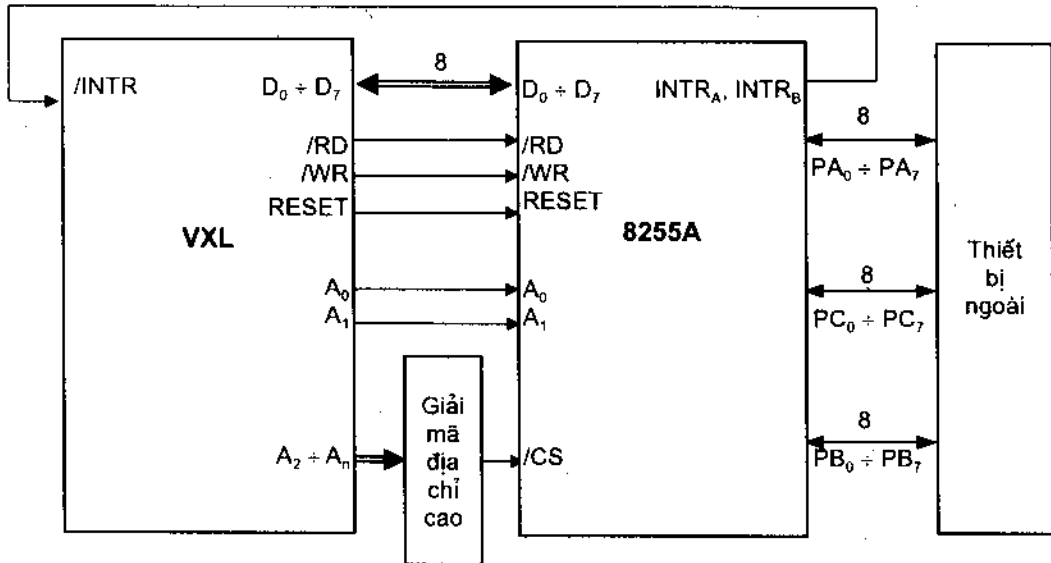 /INTR
D₀ ÷ D₇
/RD
/WR
RESET
VXL
A₀
A₁
A₂ ÷ Aₙ
8
Giải
mã
địa
chỉ
cao
D₀ ÷ D₇
INTR_A, INTR_B
/RD
/WR
RESET
8255A
A₀
A₁
/CS
8
PA₀ ÷ PA₇
8
PC₀ ÷ PC₇
8
PB₀ ÷ PB₇
Thiết
bị
ngoài